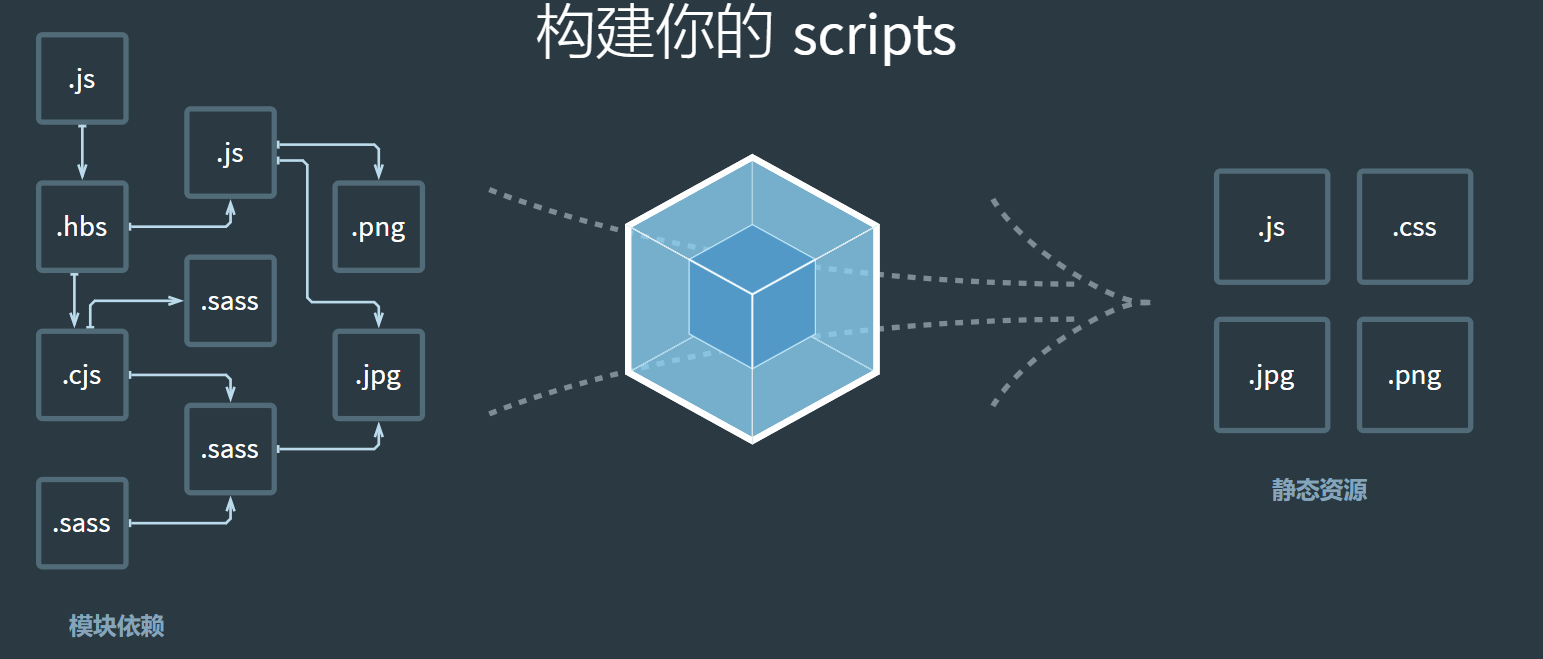 构建你的 scripts
.js
.js
.hbs
.png
.sass
.cjs
.jpg
.sass
.sass
模块依赖
.js
.css
.jpg
.png
静态资源